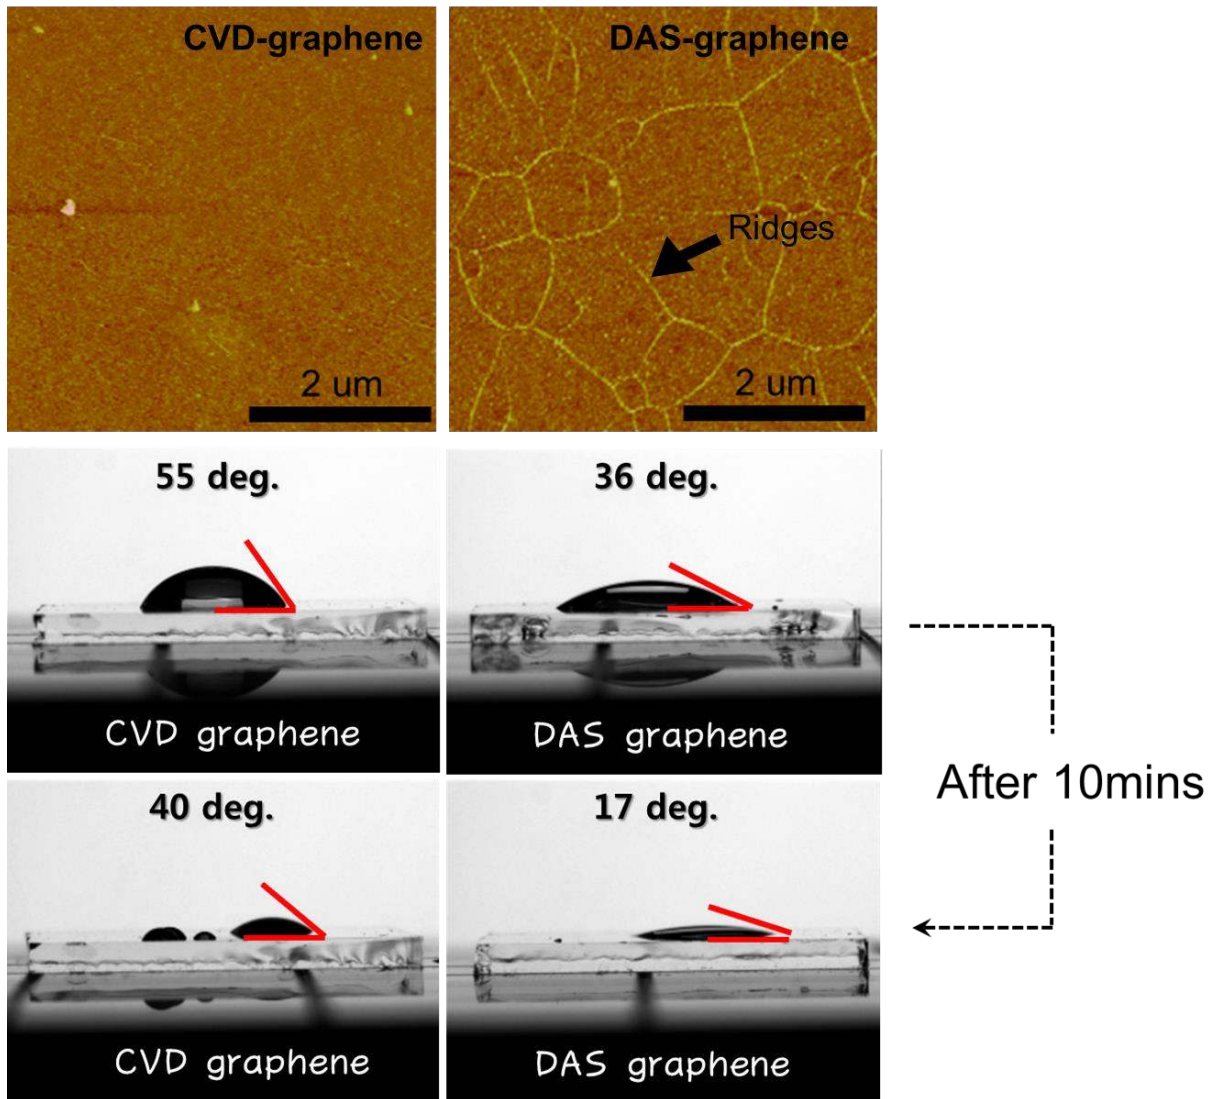 CVD-graphene
DAS-graphene
Ridges
2 um
2 um
55 deg.
36 deg.
CVD graphene
DAS graphene
After 10mins
40 deg.
17 deg.
CVD graphene
DAS graphene